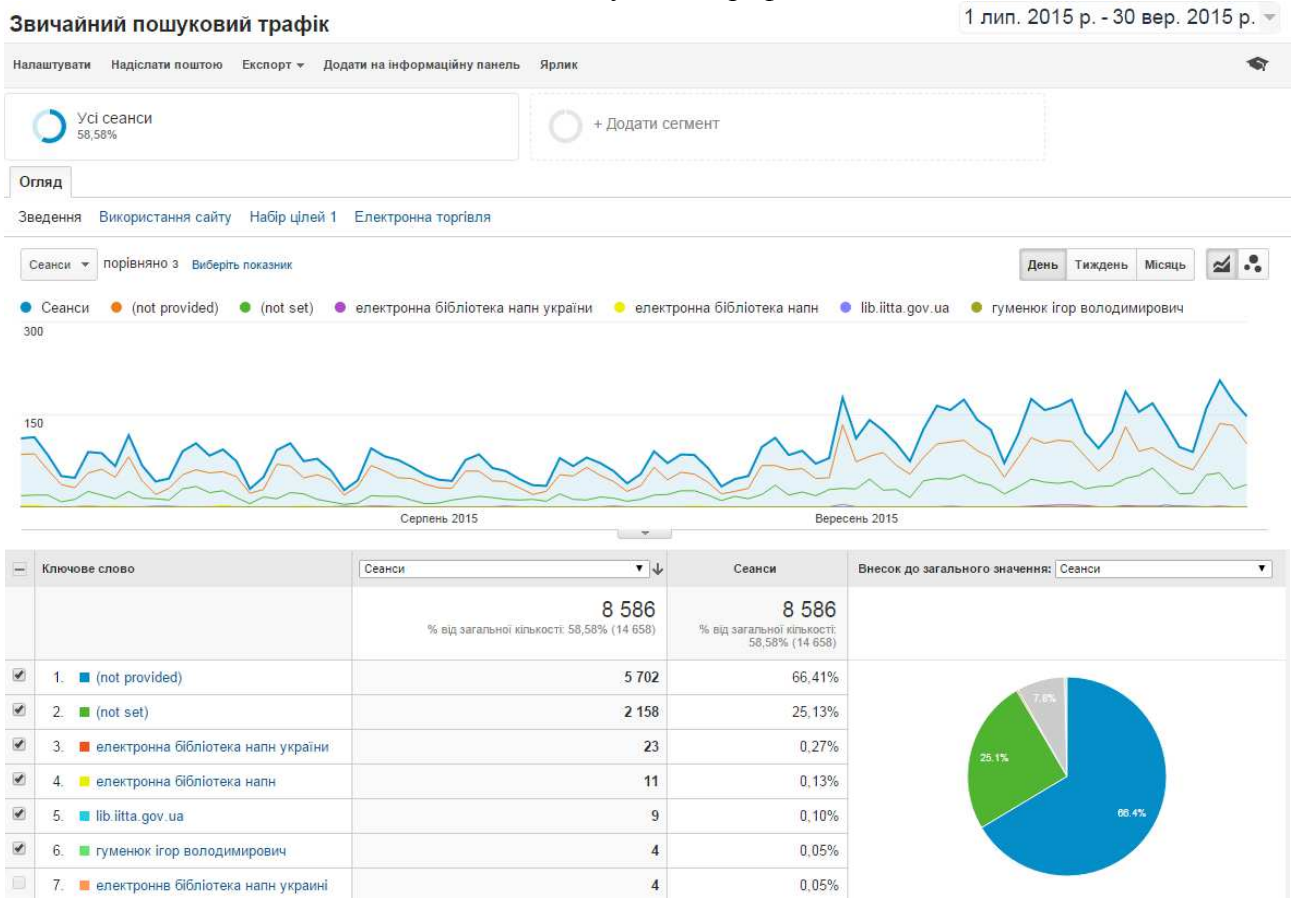 Звичайний пошуковий трафік
1 лип. 2015 р. - 30 вер. 2015 р.
Налаштувати Надіслати поштою Експорт Додати на інформаційну панель Ярлик
Усі сеанси
58,58%
+ Додати сегмент
Огляд
Зведення Використання сайту Набір цілей 1 Електронна торгівля
Сеанси порівняно з Виберіть показник
День Тиждень Місяць
Сеанси (not provided) (not set) електронна бібліотека напн україни електронна бібліотека напн lib.iitta.gov.ua гуменюк ігор володимирович
300
150
Серпень 2015 Вересень 2015
Ключове слово Сеанси Сеанси Внесок до загального значення: Сеанси
8 586 8 586
% від загальної кількості: 58,58% (14 658) % від загальної кількості:
58,58% (14 658)
1. (not provided) 5 702 66,41%
2. (not set) 2 158 25,13%
3. електронна бібліотека напн україни 23 0,27%
4. електронна бібліотека напн 11 0,13%
5. lib.iitta.gov.ua 9 0,10%
6. гуменюк ігор володимирович 4 0,05%
7. електроннв бібліотека напн украині 4 0,05%
7.8%
25.1%
66.4%